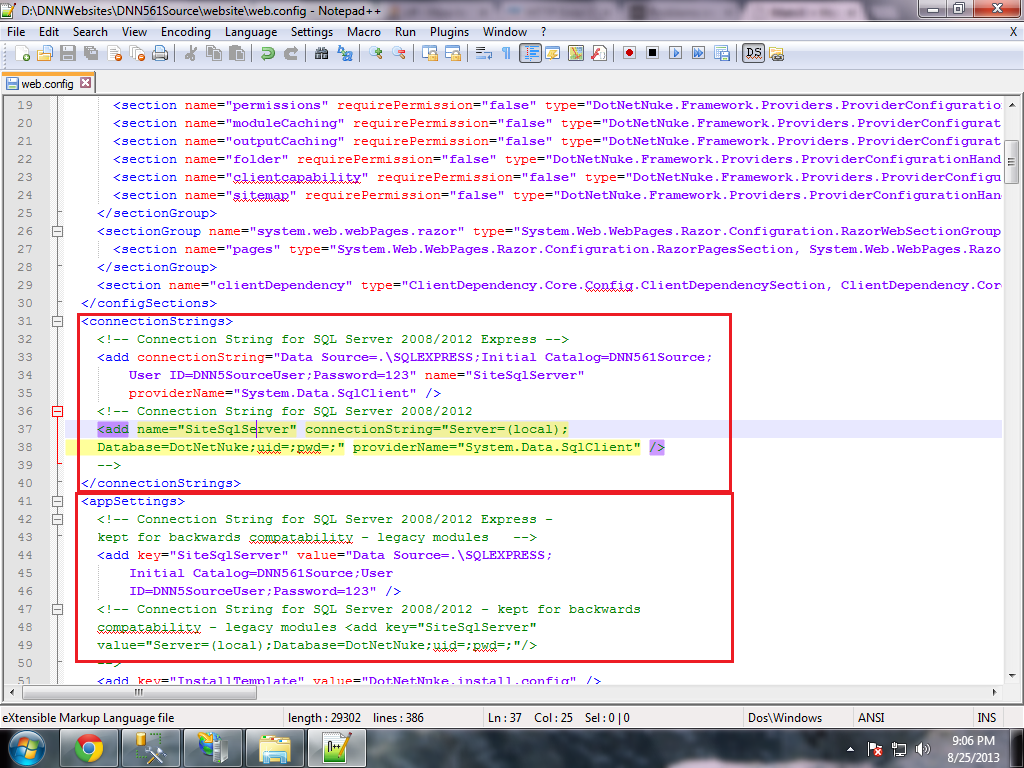 D:\DNNWebsites\DNN561Source\website\web.config - Notepad++
File Edit Search View Encoding Language Settings Macro Run Plugins Window ? X
web.config
19 <section name="permissions" requirePermission="false" type="DotNetNuke.Framework.Providers.ProviderConfiguratio
20 <section name="moduleCaching" requirePermission="false" type="DotNetNuke.Framework.Providers.ProviderConfigurat
21 <section name="outputCaching" requirePermission="false" type="DotNetNuke.Framework.Providers.ProviderConfigurat
22 <section name="folder" requirePermission="false" type="DotNetNuke.Framework.Providers.ProviderConfigurationHand
23 <section name="clientcapability" requirePermission="false" type="DotNetNuke.Framework.Providers.ProviderConfigu
24 <section name="sitemap" requirePermission="false" type="DotNetNuke.Framework.Providers.ProviderConfigurationHan
25 </sectionGroup>
26 <sectionGroup name="system.web.webPages.razor" type="System.Web.WebPages.Razor.Configuration.RazorWebSectionGroup
27 <section name="pages" type="System.Web.WebPages.Razor.Configuration.RazorPagesSection, System.Web.WebPages.Razo
28 </sectionGroup>
29 <section name="clientDependency" type="ClientDependency.Core.Config.ClientDependencySection, ClientDependency.Cor
30 </configSections>
31 <connectionStrings>
32 <!-- Connection String for SQL Server 2008/2012 Express -->
33 <add connectionString="Data Source=.\SQLEXPRESS;Initial Catalog=DNN561Source;
34 User ID=DNN5SourceUser;Password=123" name="SiteSqlServer"
35 providerName="System.Data.SqlClient" />
36 <!-- Connection String for SQL Server 2008/2012
37 <add name="SiteSqlServer" connectionString="Server=(local);
38 Database=DotNetNuke;uid=;pwd=;" providerName="System.Data.SqlClient" />
39 -->
40 </connectionStrings>
41 <appSettings>
42 <!-- Connection String for SQL Server 2008/2012 Express -
43 kept for backwards compatability - legacy modules -->
44 <add key="SiteSqlServer" value="Data Source=.\SQLEXPRESS;
45 Initial Catalog=DNN561Source;User
46 ID=DNN5SourceUser;Password=123" />
47 <!-- Connection String for SQL Server 2008/2012 - kept for backwards
48 compatability - legacy modules <add key="SiteSqlServer"
49 value="Server=(local);Database=DotNetNuke;uid=;pwd=;"/>
50 -->
51 <add key="InstallTemplate" value="DotNetNuke.install.config" />
eXtensible Markup Language file length : 29302 lines : 386 Ln : 37 Col : 25 Sel : 0 | 0 Dos\Windows ANSI INS
9:06 PM
8/25/2013